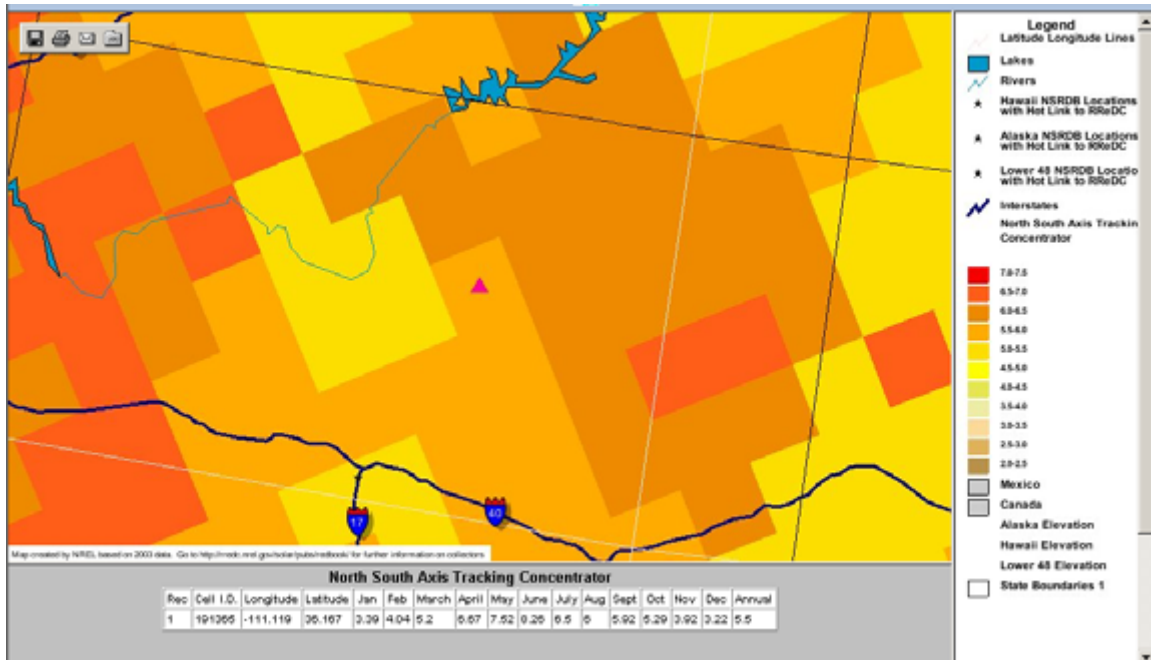 Legend
Latitude Longitude Lines
Lakes
Rivers
Hawaii NSRDB Locations
with Hot Link to RReDC
Alaska NSRDB Locations
with Hot Link to RReDC
Lower 48 NSRDB Locatio
with Hot Link to RReDC
Interstates
North South Axis Trackin
Concentrator
7.0-7.5
6.5-7.0
6.0-6.5
5.5-6.0
5.0-5.5
4.5-5.0
4.0-4.5
3.5-4.0
3.0-3.5
2.5-3.0
2.0-2.5
Mexico
Canada
Alaska Elevation
Hawaii Elevation
Lower 48 Elevation
State Boundaries 1
17
40
Map created by NREL based on 2003 data. Go to http://rredc.nrel.gov/solar/pubs/redbook/ for further information on collectors
North South Axis Tracking Concentrator
Rec Cell I.D. Longitude Latitude Jan Feb March April May June July Aug Sept Oct Nov Dec Annual
1 191365 -111.119 36.167 3.39 4.04 5.2 6.67 7.52 8.26 6.5 6 5.92 5.29 3.92 3.22 5.5